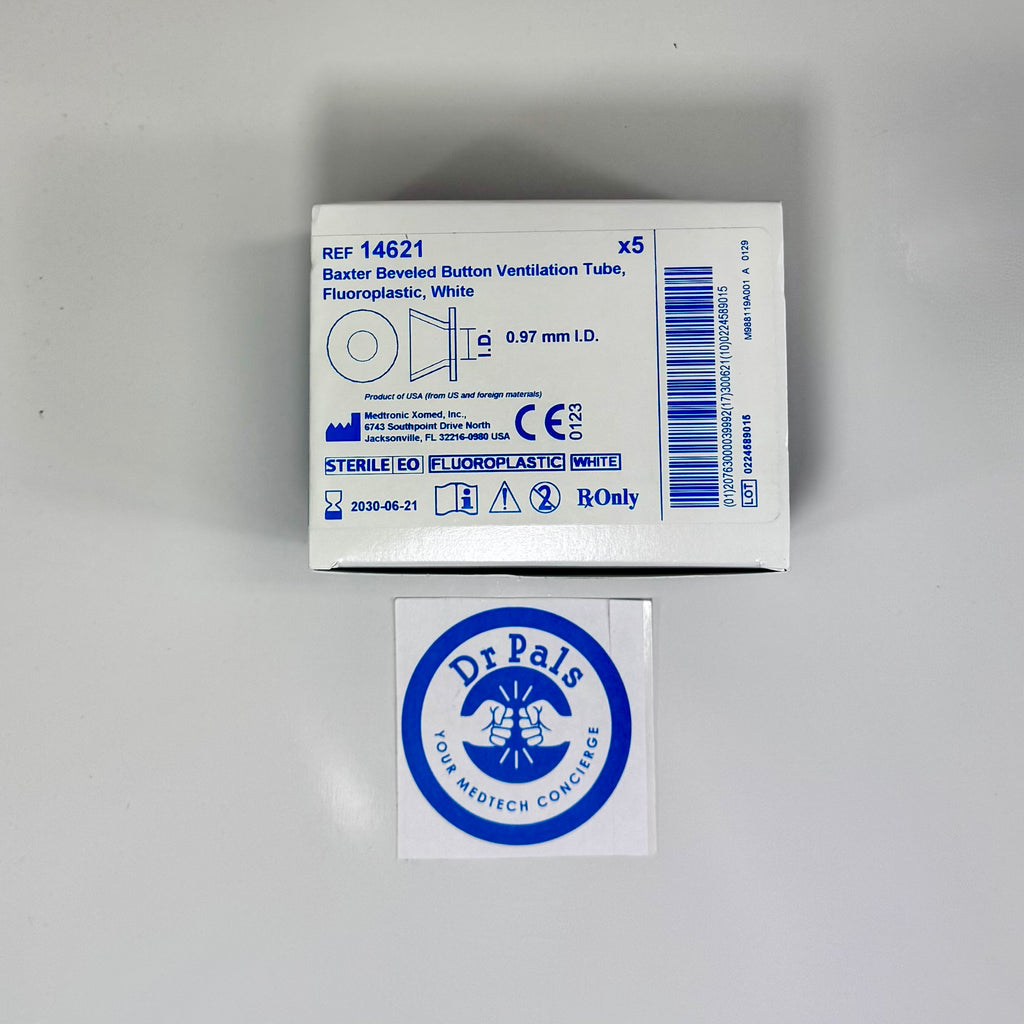 REF 14621 x5
Baxter Beveled Button Ventilation Tube,
Fluoroplastic, White
I.D.
0.97 mm I.D.
Product of USA (from US and foreign materials)
Medtronic Xomed, Inc.,
6743 Southpoint Drive North
Jacksonville, FL 32216-0980 USA
CE 0123
STERILE EO FLUOROPLASTIC WHITE
2030-06-21
i
2
℞ Only
(01)20763000039992(17)300621(10)0224589015
LOT 0224589015
M988119A001 A 0129
Dr Pals
YOUR MEDTECH CONCIERGE